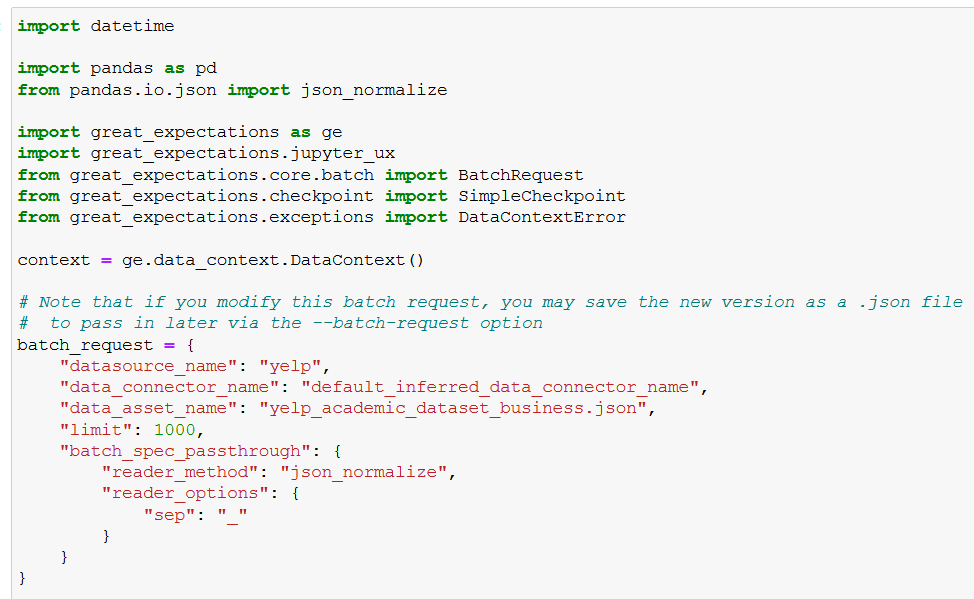 import datetime

import pandas as pd
from pandas.io.json import json_normalize

import great_expectations as ge
import great_expectations.jupyter_ux
from great_expectations.core.batch import BatchRequest
from great_expectations.checkpoint import SimpleCheckpoint
from great_expectations.exceptions import DataContextError

context = ge.data_context.DataContext()

# Note that if you modify this batch request, you may save the new version as a .json file
#  to pass in later via the --batch-request option
batch_request = {
    "datasource_name": "yelp",
    "data_connector_name": "default_inferred_data_connector_name",
    "data_asset_name": "yelp_academic_dataset_business.json",
    "limit": 1000,
    "batch_spec_passthrough": {
        "reader_method": "json_normalize",
        "reader_options": {
            "sep": "_"
        }
    }
}